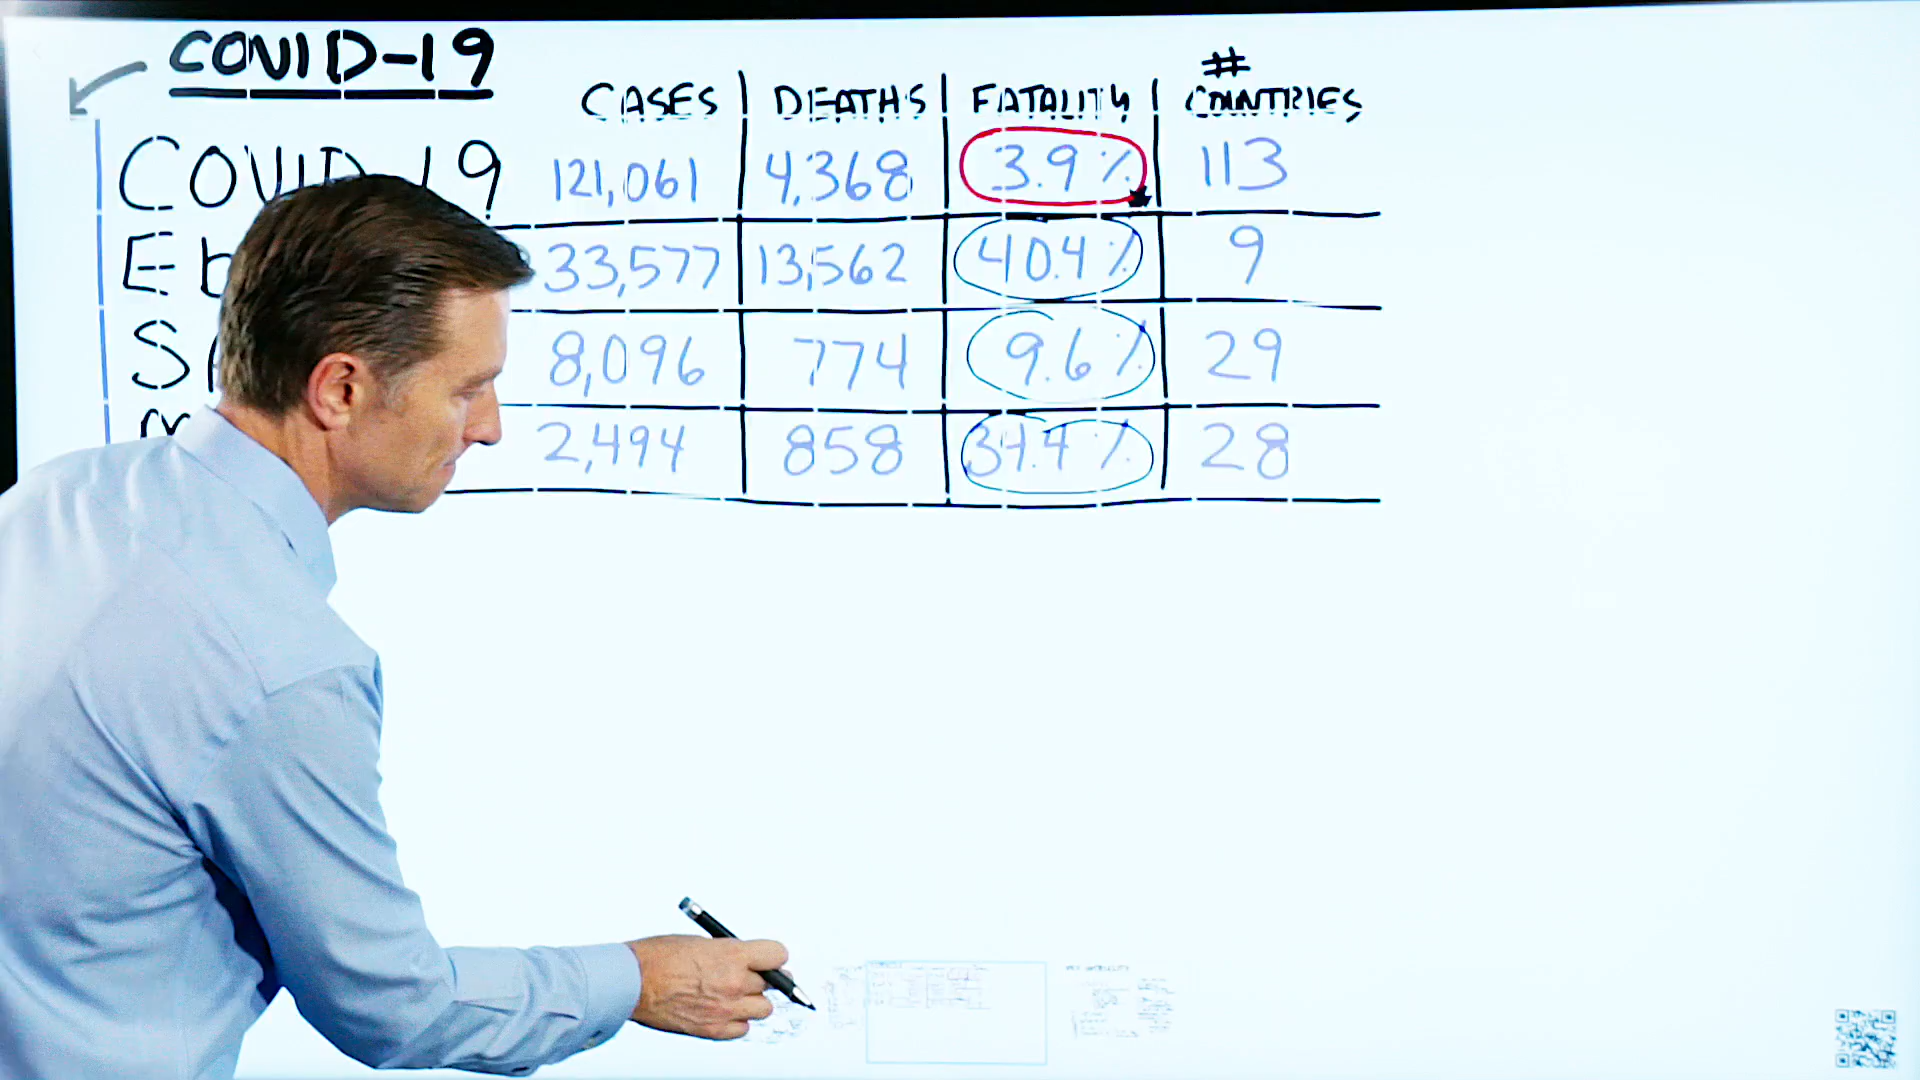 COVID-19
CASES DEATHS FATALITY # COUNTRIES
COVID-19 121,061 4,368 3.9% 113
33,577 13,562 40.4% 9
8,096 774 9.6% 29
2,494 858 34.4% 28